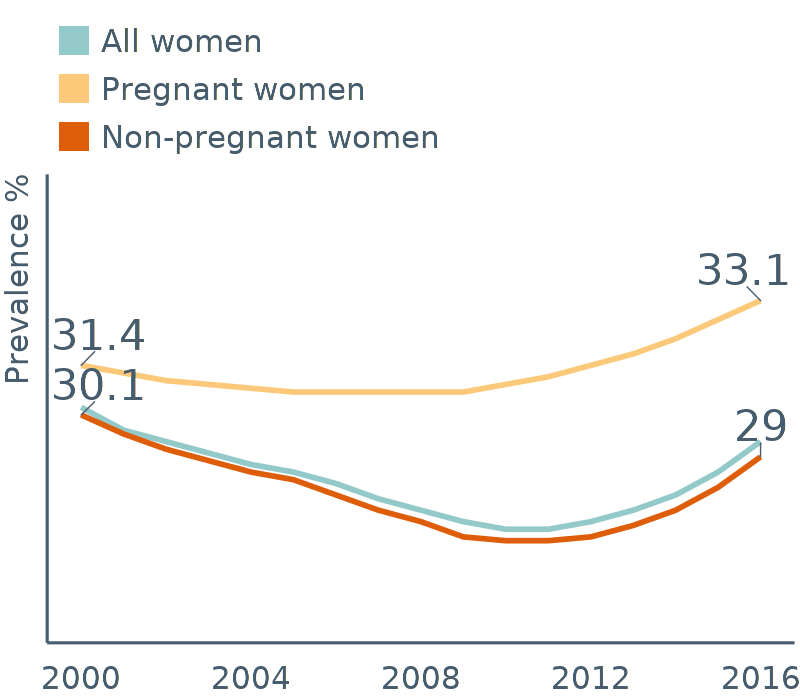 All women
Pregnant women
Non-pregnant women
Prevalence %
33.1
31.4
30.1
29
2000 2004 2008 2012 2016